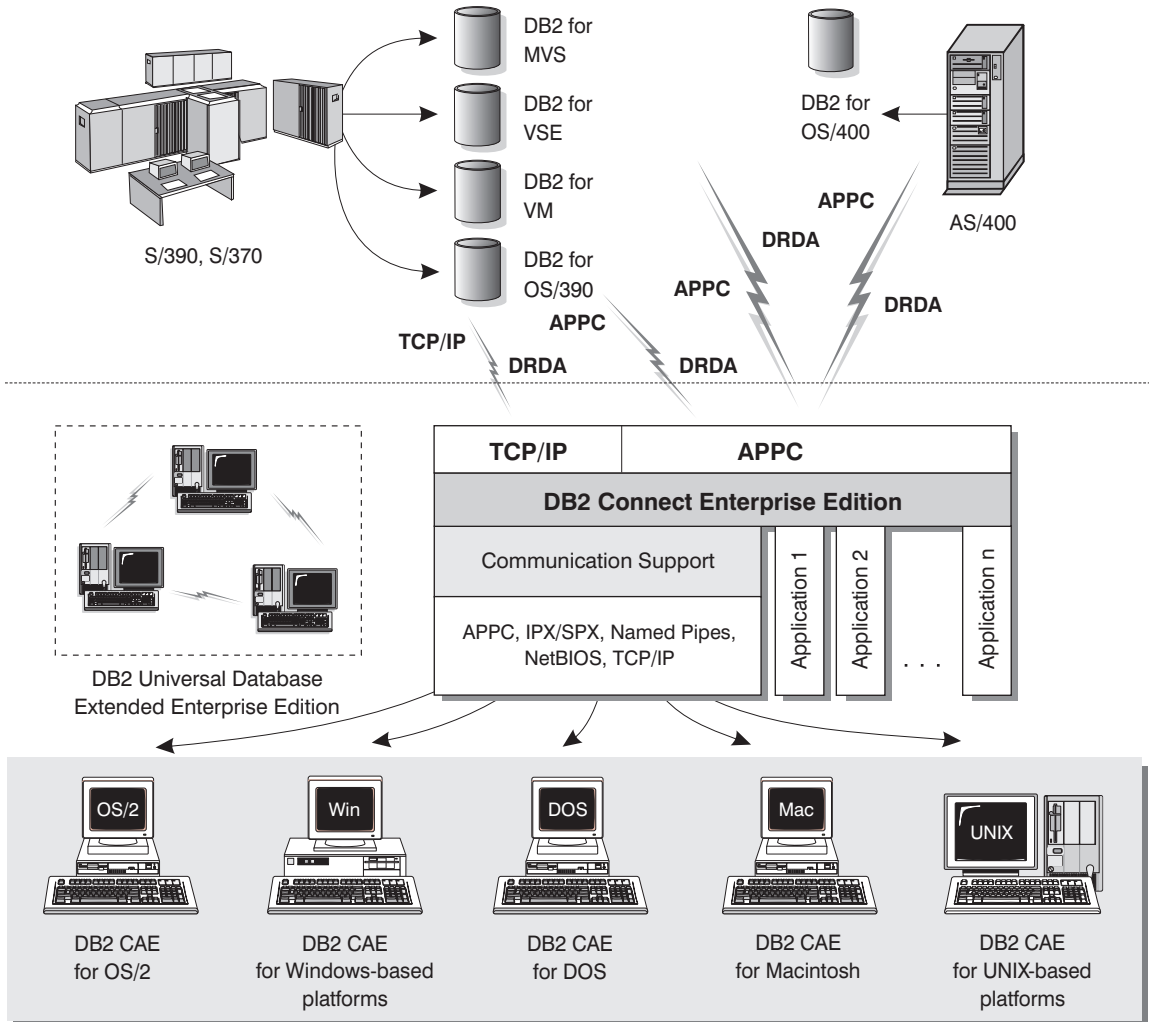 DB2 for
MVS
DB2 for
VSE
DB2 for
VM
DB2 for
OS/390
S/390, S/370
DB2 for
OS/400
AS/400
APPC
DRDA
APPC
DRDA
APPC
TCP/IP
DRDA
DRDA
TCP/IP
APPC
DB2 Connect Enterprise Edition
Communication Support
APPC, IPX/SPX, Named Pipes,
NetBIOS, TCP/IP
Application 1
Application 2
. . .
Application n
DB2 Universal Database
Extended Enterprise Edition
OS/2
Win
DOS
Mac
UNIX
DB2 CAE
for OS/2
DB2 CAE
for Windows-based
platforms
DB2 CAE
for DOS
DB2 CAE
for Macintosh
DB2 CAE
for UNIX-based
platforms